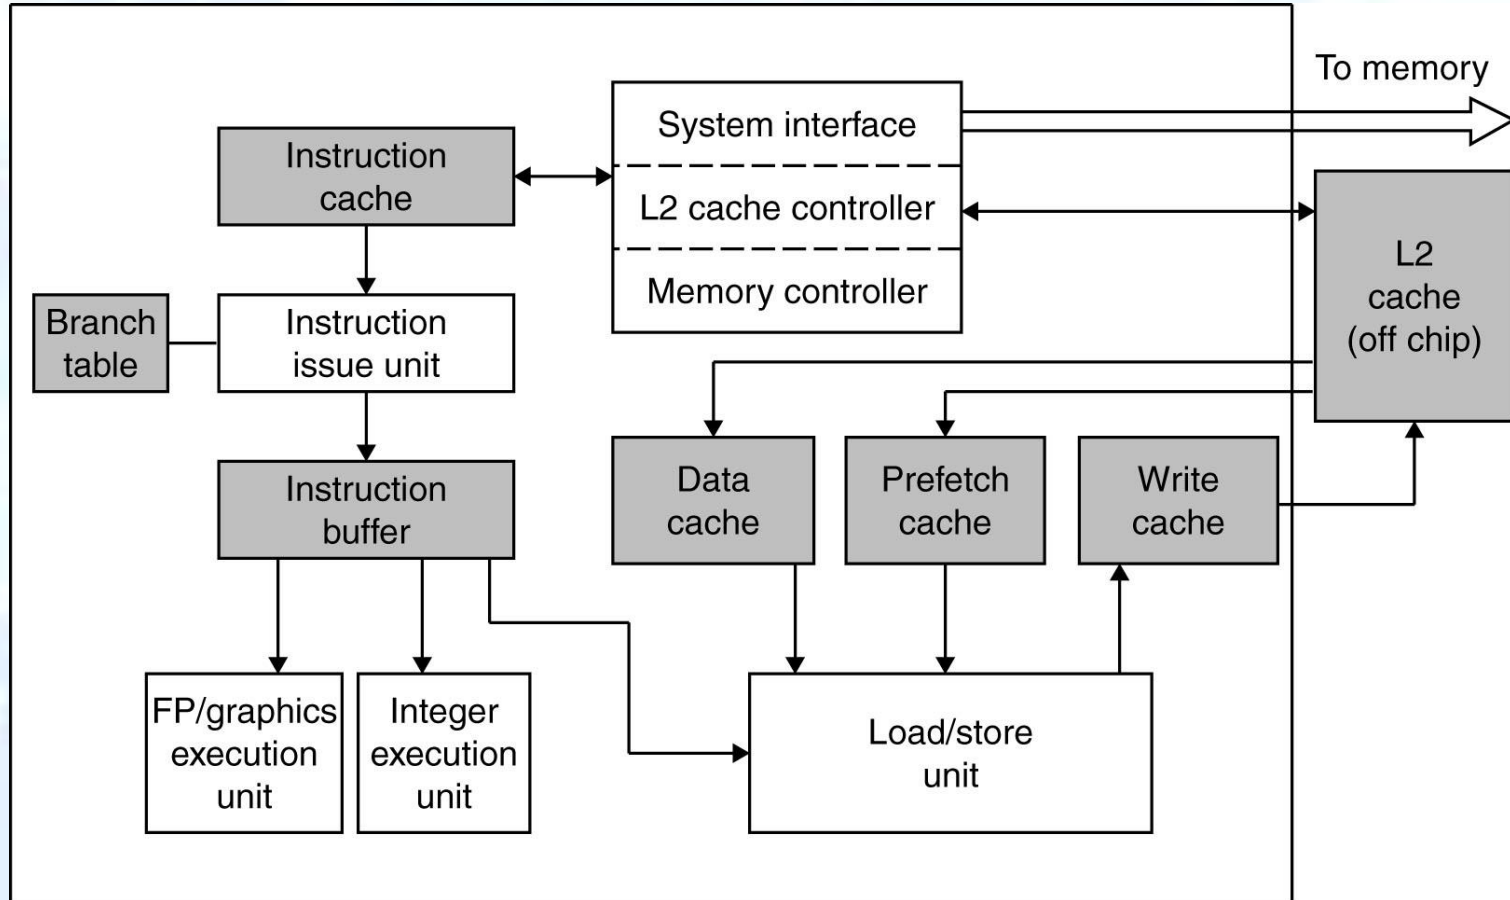 To memory
System interface
Instruction
cache
L2 cache controller
Memory controller
L2
cache
(off chip)
Branch
table
Instruction
issue unit
Instruction
buffer
Data
cache
Prefetch
cache
Write
cache
FP/graphics
execution
unit
Integer
execution
unit
Load/store
unit